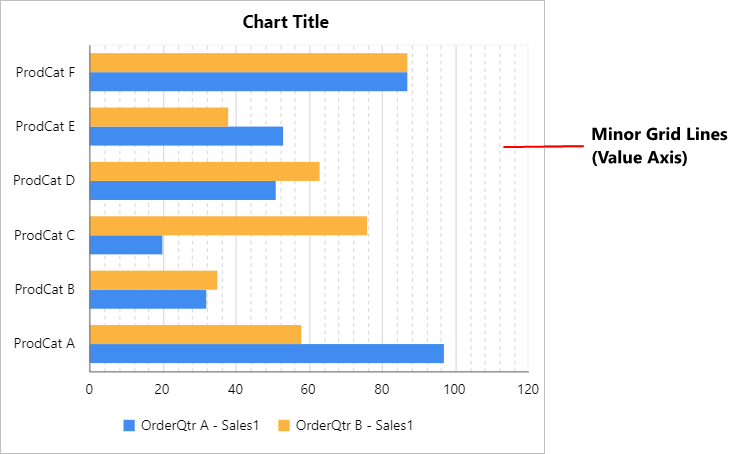 Chart Title
ProdCat F
ProdCat E
ProdCat D
ProdCat C
ProdCat B
ProdCat A
0 20 40 60 80 100 120
OrderQtr A - Sales1 OrderQtr B - Sales1
Minor Grid Lines
(Value Axis)